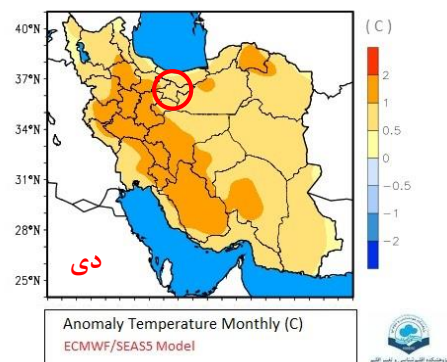 (C)
41°N
37°N
34°N
31°N
28°N
25°N
2
1
0.5
0
−0.5
−1
−2
دی
Anomaly Temperature Monthly (C)
ECMWF/SEAS5 Model